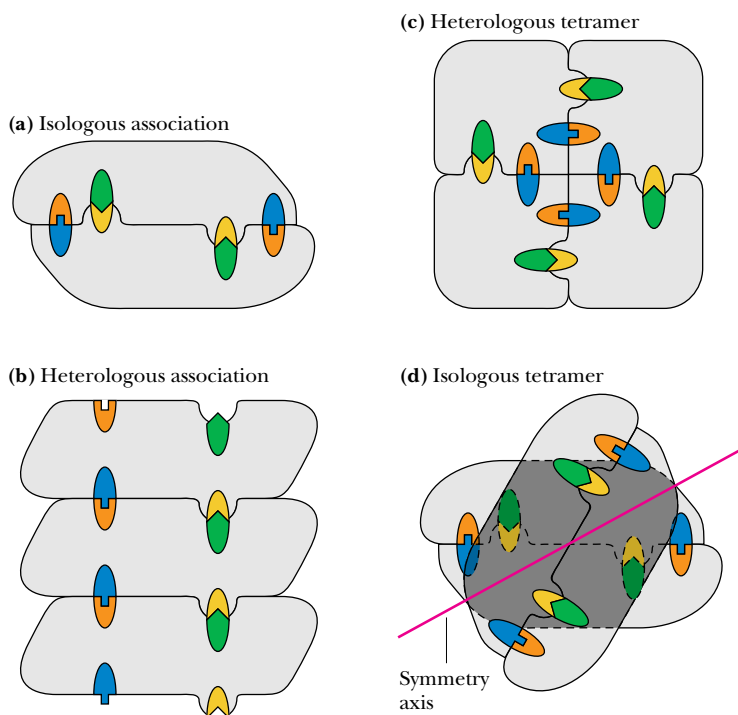 (c) Heterologous tetramer
(a) Isologous association
(b) Heterologous association
(d) Isologous tetramer
Symmetry
axis